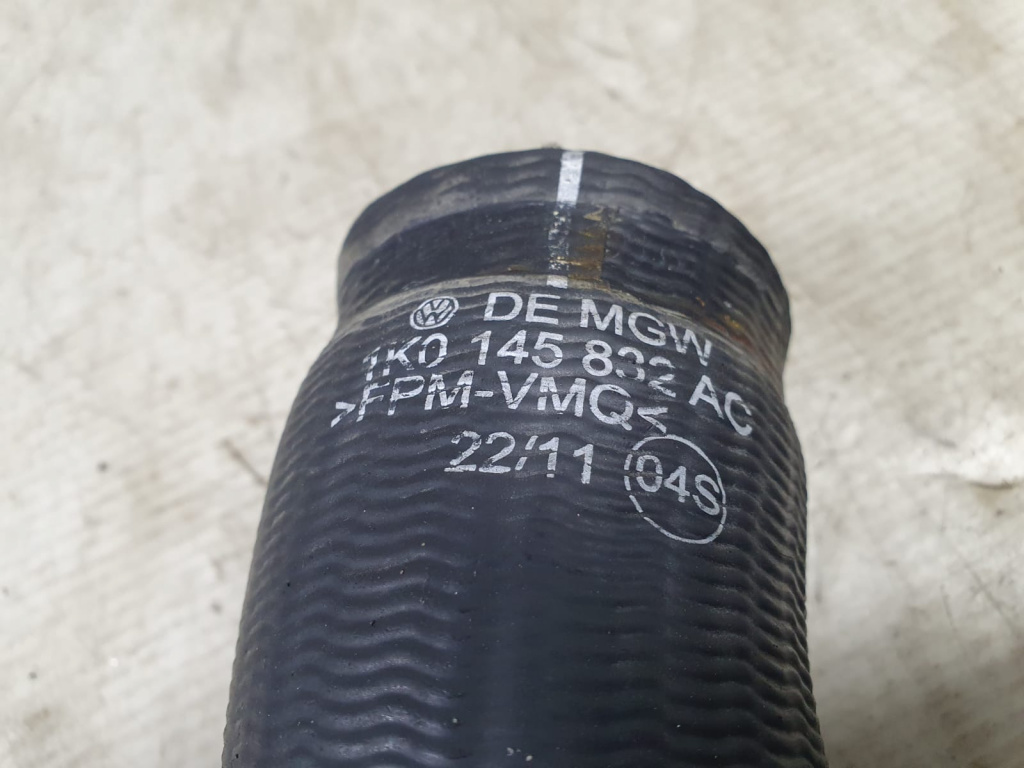 DE MGW
1K0 145 832 AC
>FPM-VMQ<
22/11 04S